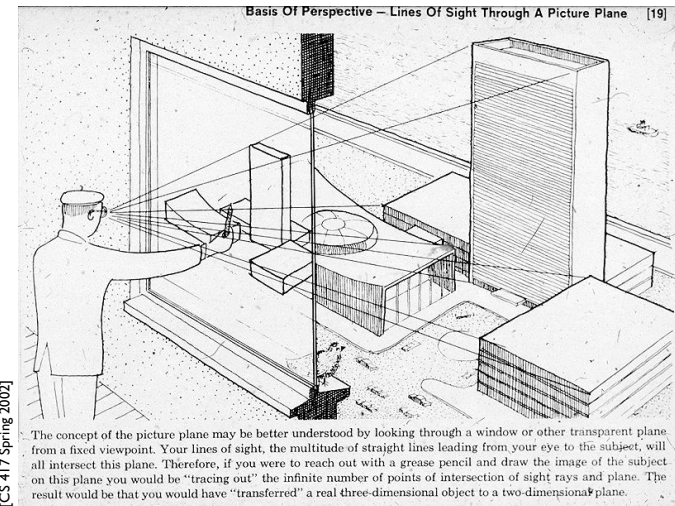 Basis Of Perspective – Lines Of Sight Through A Picture Plane [19]
The concept of the picture plane may be better understood by looking through a window or other transparent plane
from a fixed viewpoint. Your lines of sight, the multitude of straight lines leading from your eye to the subject, will
all intersect this plane. Therefore, if you were to reach out with a grease pencil and draw the image of the subject
on this plane you would be "tracing out" the infinite number of points of intersection of sight rays and plane. The
result would be that you would have "transferred" a real three-dimensional object to a two-dimensional plane.
[CS 417 Spring 2002]